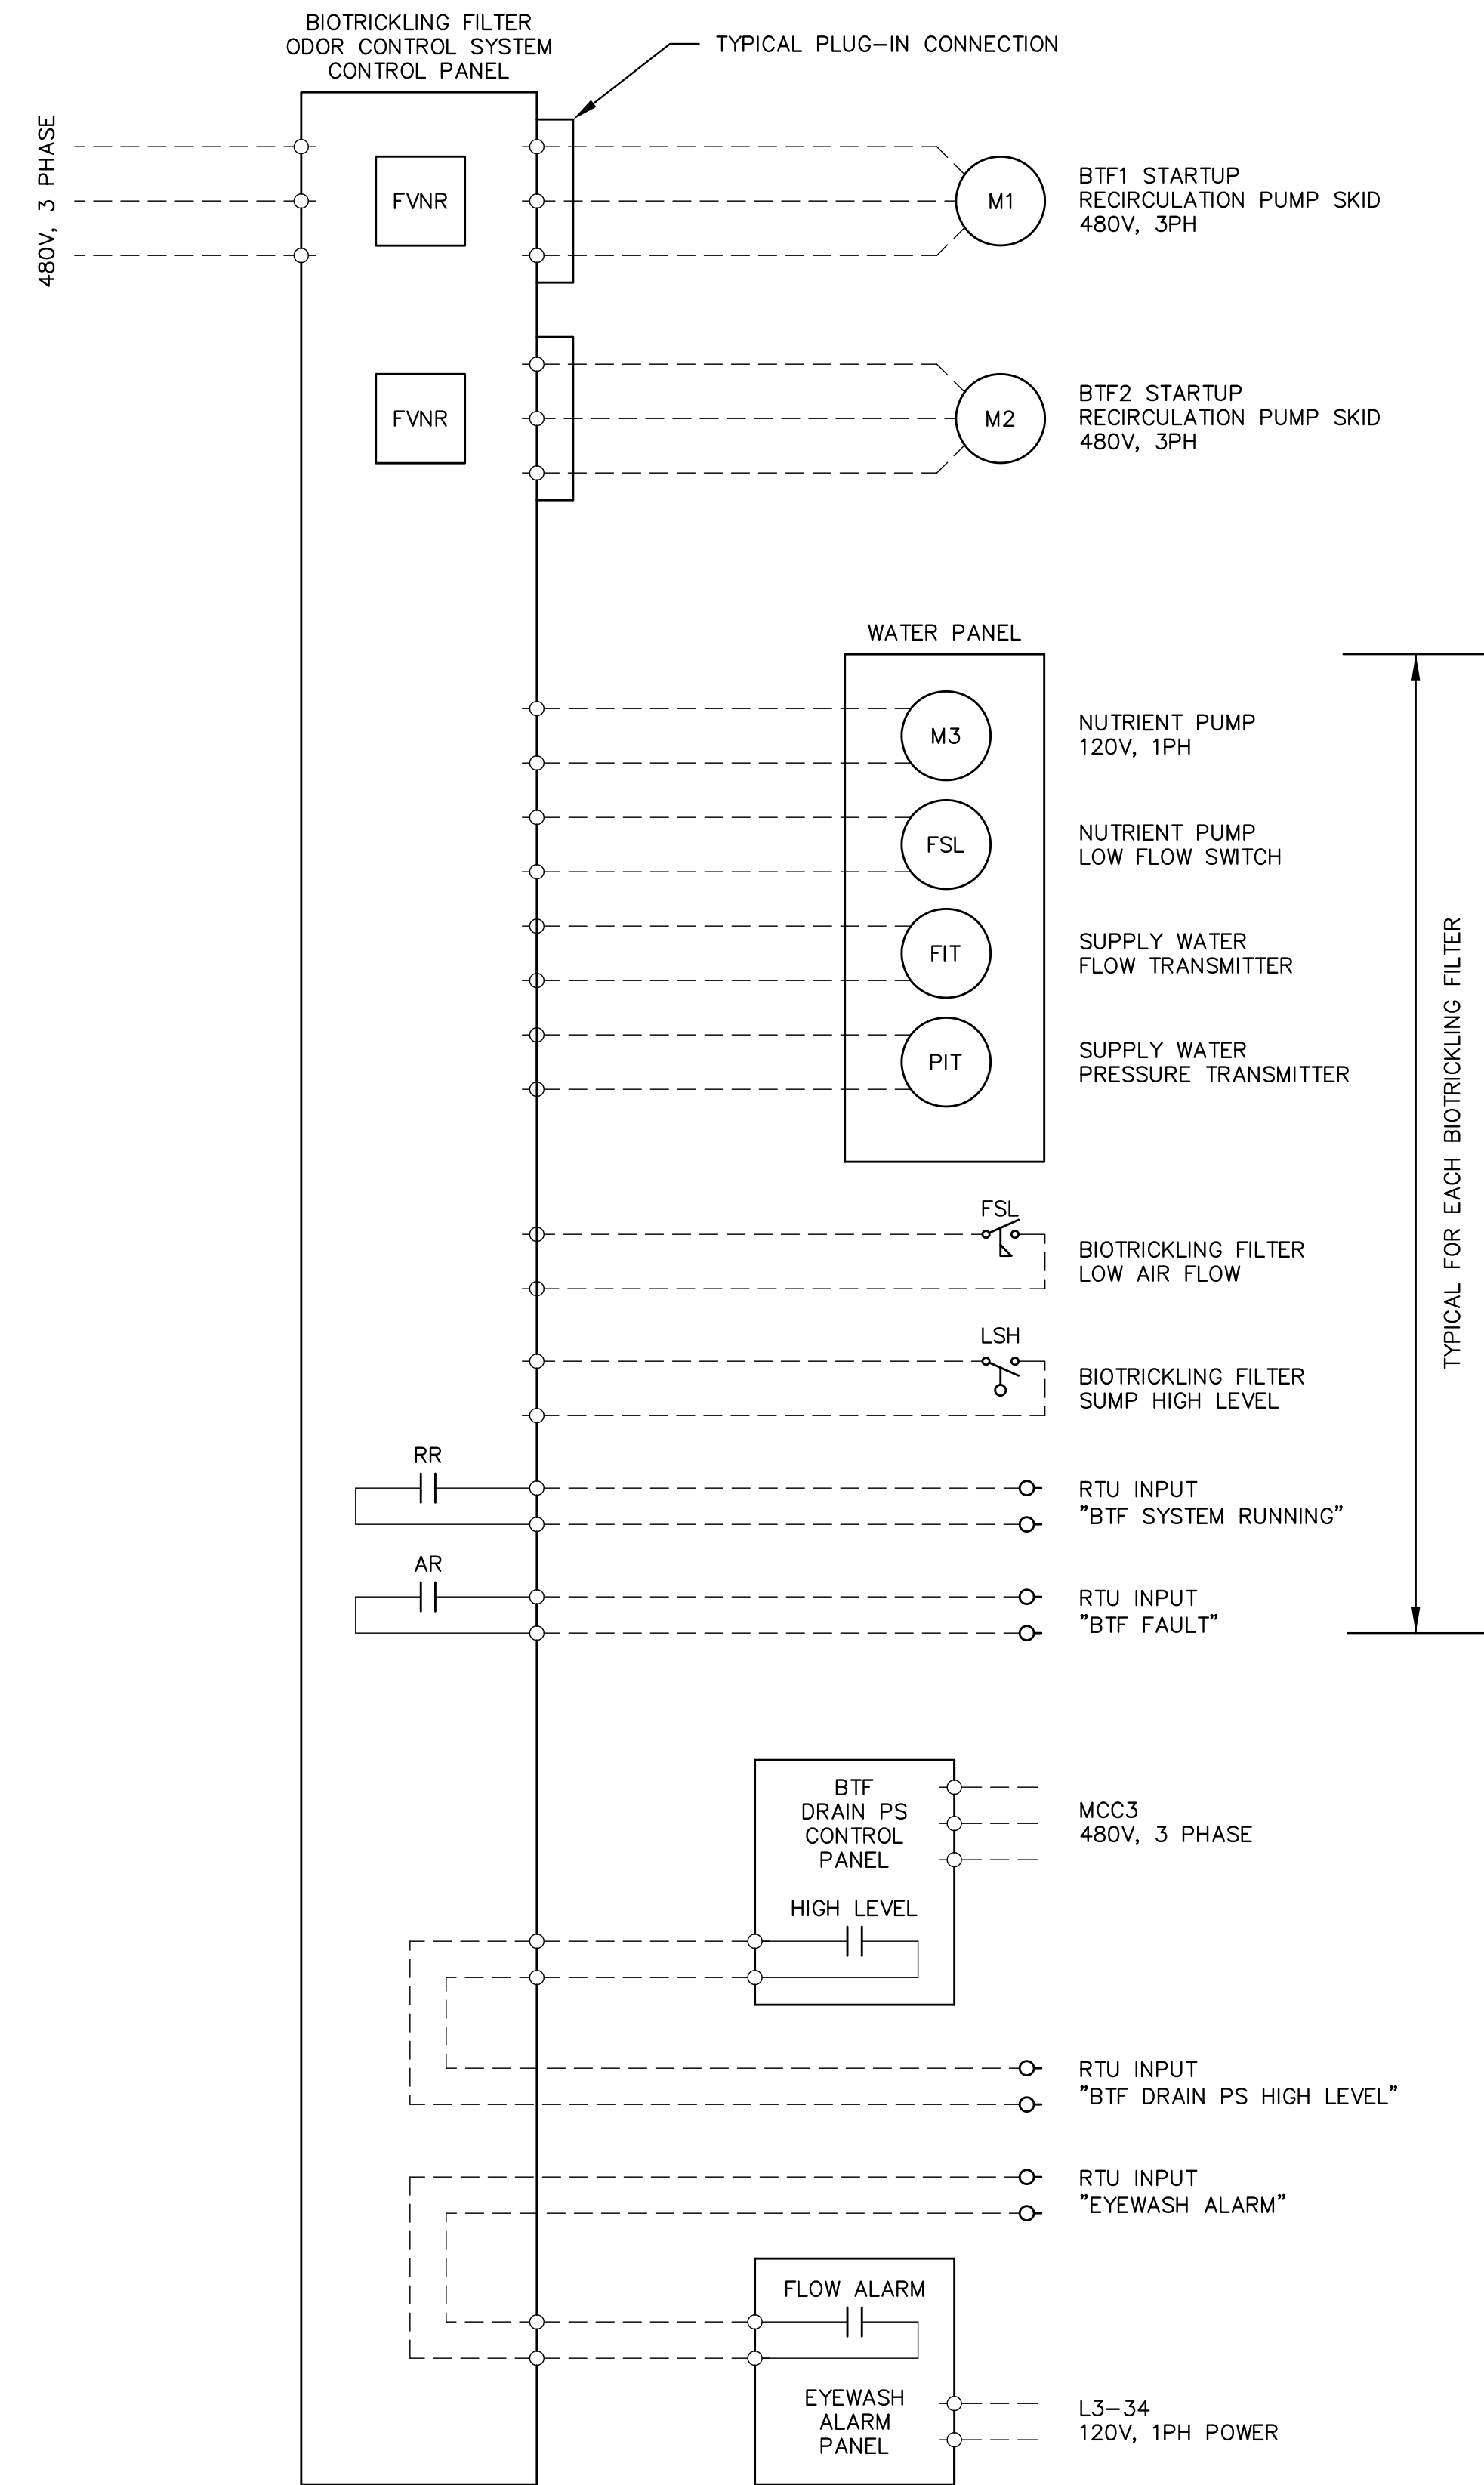 BIOTRICKLING FILTER
ODOR CONTROL SYSTEM
CONTROL PANEL
TYPICAL PLUG-IN CONNECTION
480V, 3 PHASE
FVNR
M1
BTF1 STARTUP
RECIRCULATION PUMP SKID
480V, 3PH
FVNR
M2
BTF2 STARTUP
RECIRCULATION PUMP SKID
480V, 3PH
WATER PANEL
M3
NUTRIENT PUMP
120V, 1PH
FSL
NUTRIENT PUMP
LOW FLOW SWITCH
FIT
SUPPLY WATER
FLOW TRANSMITTER
PIT
SUPPLY WATER
PRESSURE TRANSMITTER
TYPICAL FOR EACH BIOTRICKLING FILTER
FSL
BIOTRICKLING FILTER
LOW AIR FLOW
LSH
BIOTRICKLING FILTER
SUMP HIGH LEVEL
RR
RTU INPUT
"BTF SYSTEM RUNNING"
AR
RTU INPUT
"BTF FAULT"
BTF
DRAIN PS
CONTROL
PANEL
MCC3
480V, 3 PHASE
HIGH LEVEL
RTU INPUT
"BTF DRAIN PS HIGH LEVEL"
RTU INPUT
"EYEWASH ALARM"
FLOW ALARM
EYEWASH
ALARM
PANEL
L3-34
120V, 1PH POWER